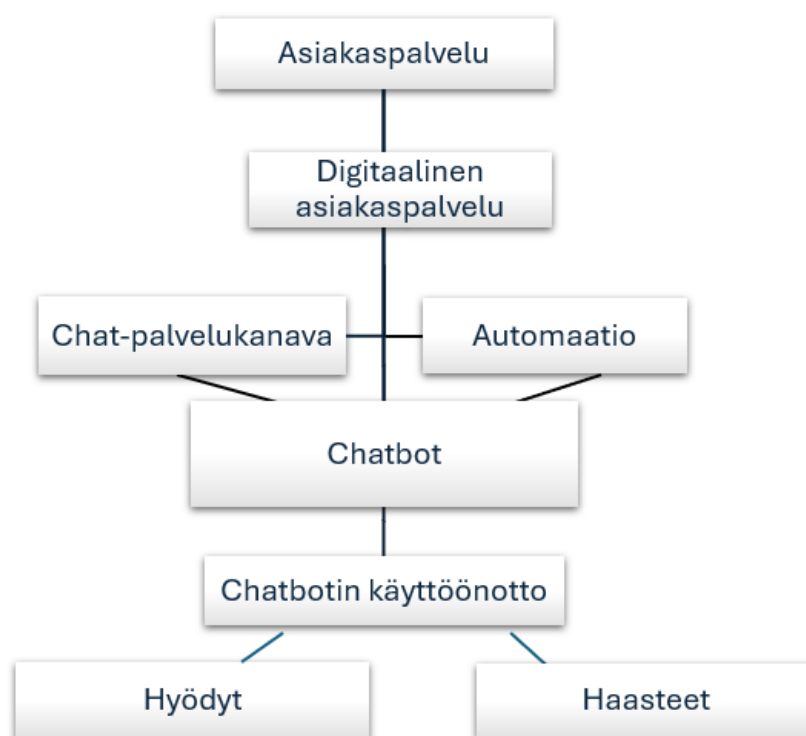 Asiakaspalvelu
Digitaalinen
asiakaspalvelu
Chat-palvelukanava
Automaatio
Chatbot
Chatbotin käyttöönotto
Hyödyt
Haasteet